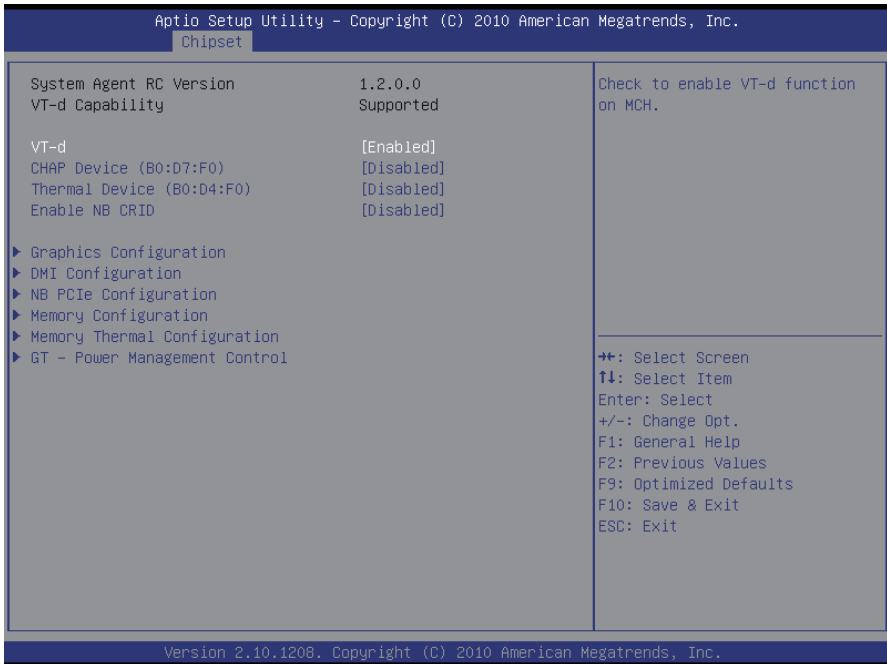 Aptio Setup Utility – Copyright (C) 2010 American Megatrends, Inc.
Chipset
System Agent RC Version 1.2.0.0
VT-d Capability Supported
VT-d [Enabled]
CHAP Device (B0:D7:F0) [Disabled]
Thermal Device (B0:D4:F0) [Disabled]
Enable NB CRID [Disabled]
Graphics Configuration
DMI Configuration
NB PCIe Configuration
Memory Configuration
Memory Thermal Configuration
GT – Power Management Control
Check to enable VT-d function
on MCH.
→←: Select Screen
↑↓: Select Item
Enter: Select
+/-: Change Opt.
F1: General Help
F2: Previous Values
F9: Optimized Defaults
F10: Save & Exit
ESC: Exit
Version 2.10.1208. Copyright (C) 2010 American Megatrends, Inc.